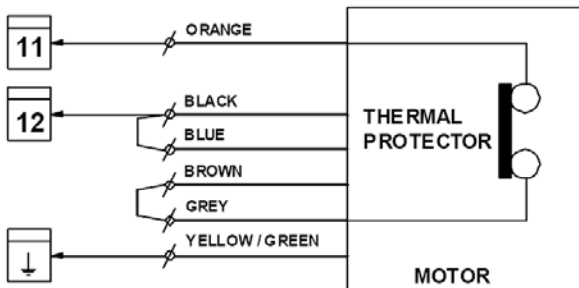 11
ORANGE
12
BLACK
BLUE
BROWN
GREY
YELLOW / GREEN
THERMAL
PROTECTOR
MOTOR